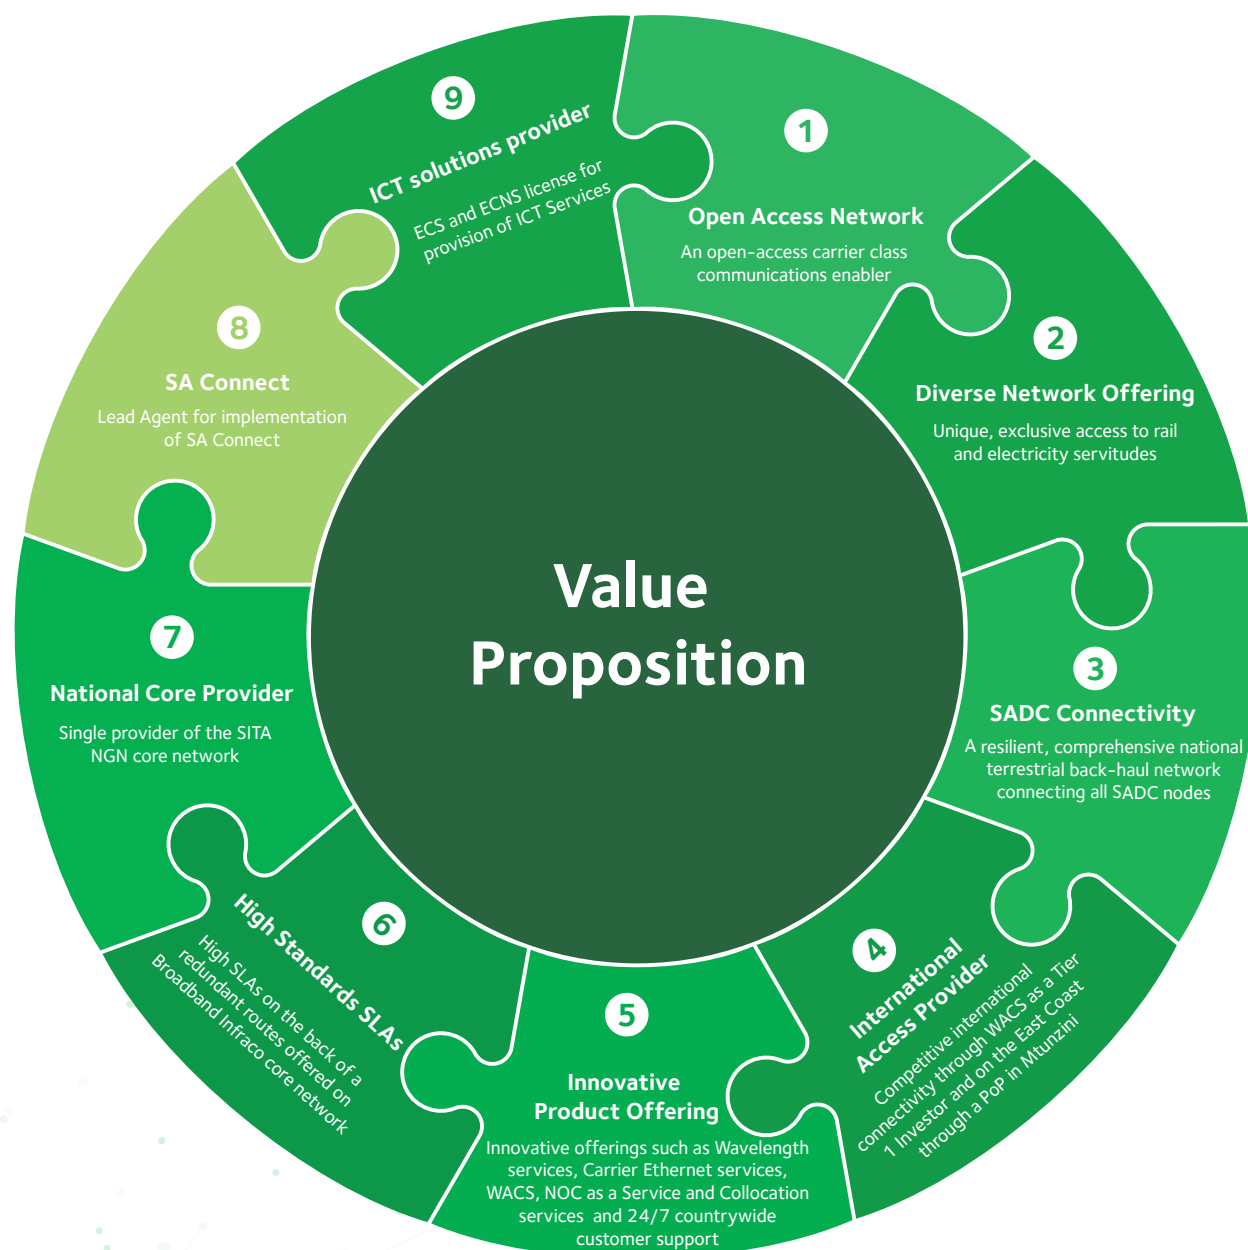 Value
Proposition
1
Open Access Network
An open-access carrier class
communications enabler
2
Diverse Network Offering
Unique, exclusive access to rail
and electricity servitudes
3
SADC Connectivity
A resilient, comprehensive national
terrestrial back-haul network
connecting all SADC nodes
4
International
Access Provider
Competitive international
connectivity through WACS as a Tier
1 Investor and on the East Coast
through a PoP in Mtunzini
5
Innovative
Product Offering
Innovative offerings such as Wavelength
services, Carrier Ethernet services,
WACS, NOC as a Service and Collocation
services and 24/7 countrywide
customer support
6
High Standards SLAs
High SLAs on the back of a
redundant routes offered on
Broadband Infraco core network
7
National Core Provider
Single provider of the SITA
NGN core network
8
SA Connect
Lead Agent for implementation
of SA Connect
9
ICT solutions provider
ECS and ECNS license for
provision of ICT Services